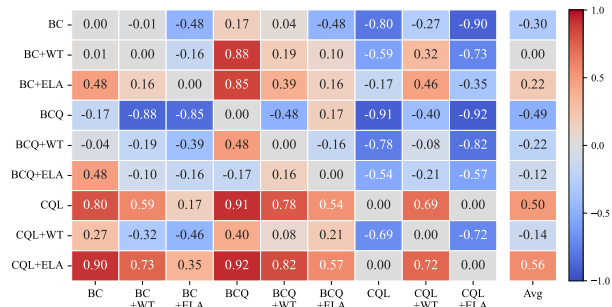 BC 0.00 -0.01 -0.48 0.17 0.04 -0.48 -0.80 -0.27 -0.90 -0.30
BC+WT 0.01 0.00 -0.16 0.88 0.19 0.10 -0.59 0.32 -0.73 0.00
BC+ELA 0.48 0.16 0.00 0.85 0.39 0.16 -0.17 0.46 -0.35 0.22
BCQ -0.17 -0.88 -0.85 0.00 -0.48 0.17 -0.91 -0.40 -0.92 -0.49
BCQ+WT -0.04 -0.19 -0.39 0.48 0.00 -0.16 -0.78 -0.08 -0.82 -0.22
BCQ+ELA 0.48 -0.10 -0.16 -0.17 0.16 0.00 -0.54 -0.21 -0.57 -0.12
CQL 0.80 0.59 0.17 0.91 0.78 0.54 0.00 0.69 0.00 0.50
CQL+WT 0.27 -0.32 -0.46 0.40 0.08 0.21 -0.69 0.00 -0.72 -0.14
CQL+ELA 0.90 0.73 0.35 0.92 0.82 0.57 0.00 0.72 0.00 0.56
BC BC BC BCQ BCQ BCQ CQL CQL CQL Avg
+WT +ELA +WT +ELA +WT +ELA
1.0
0.5
0.0
−0.5
−1.0